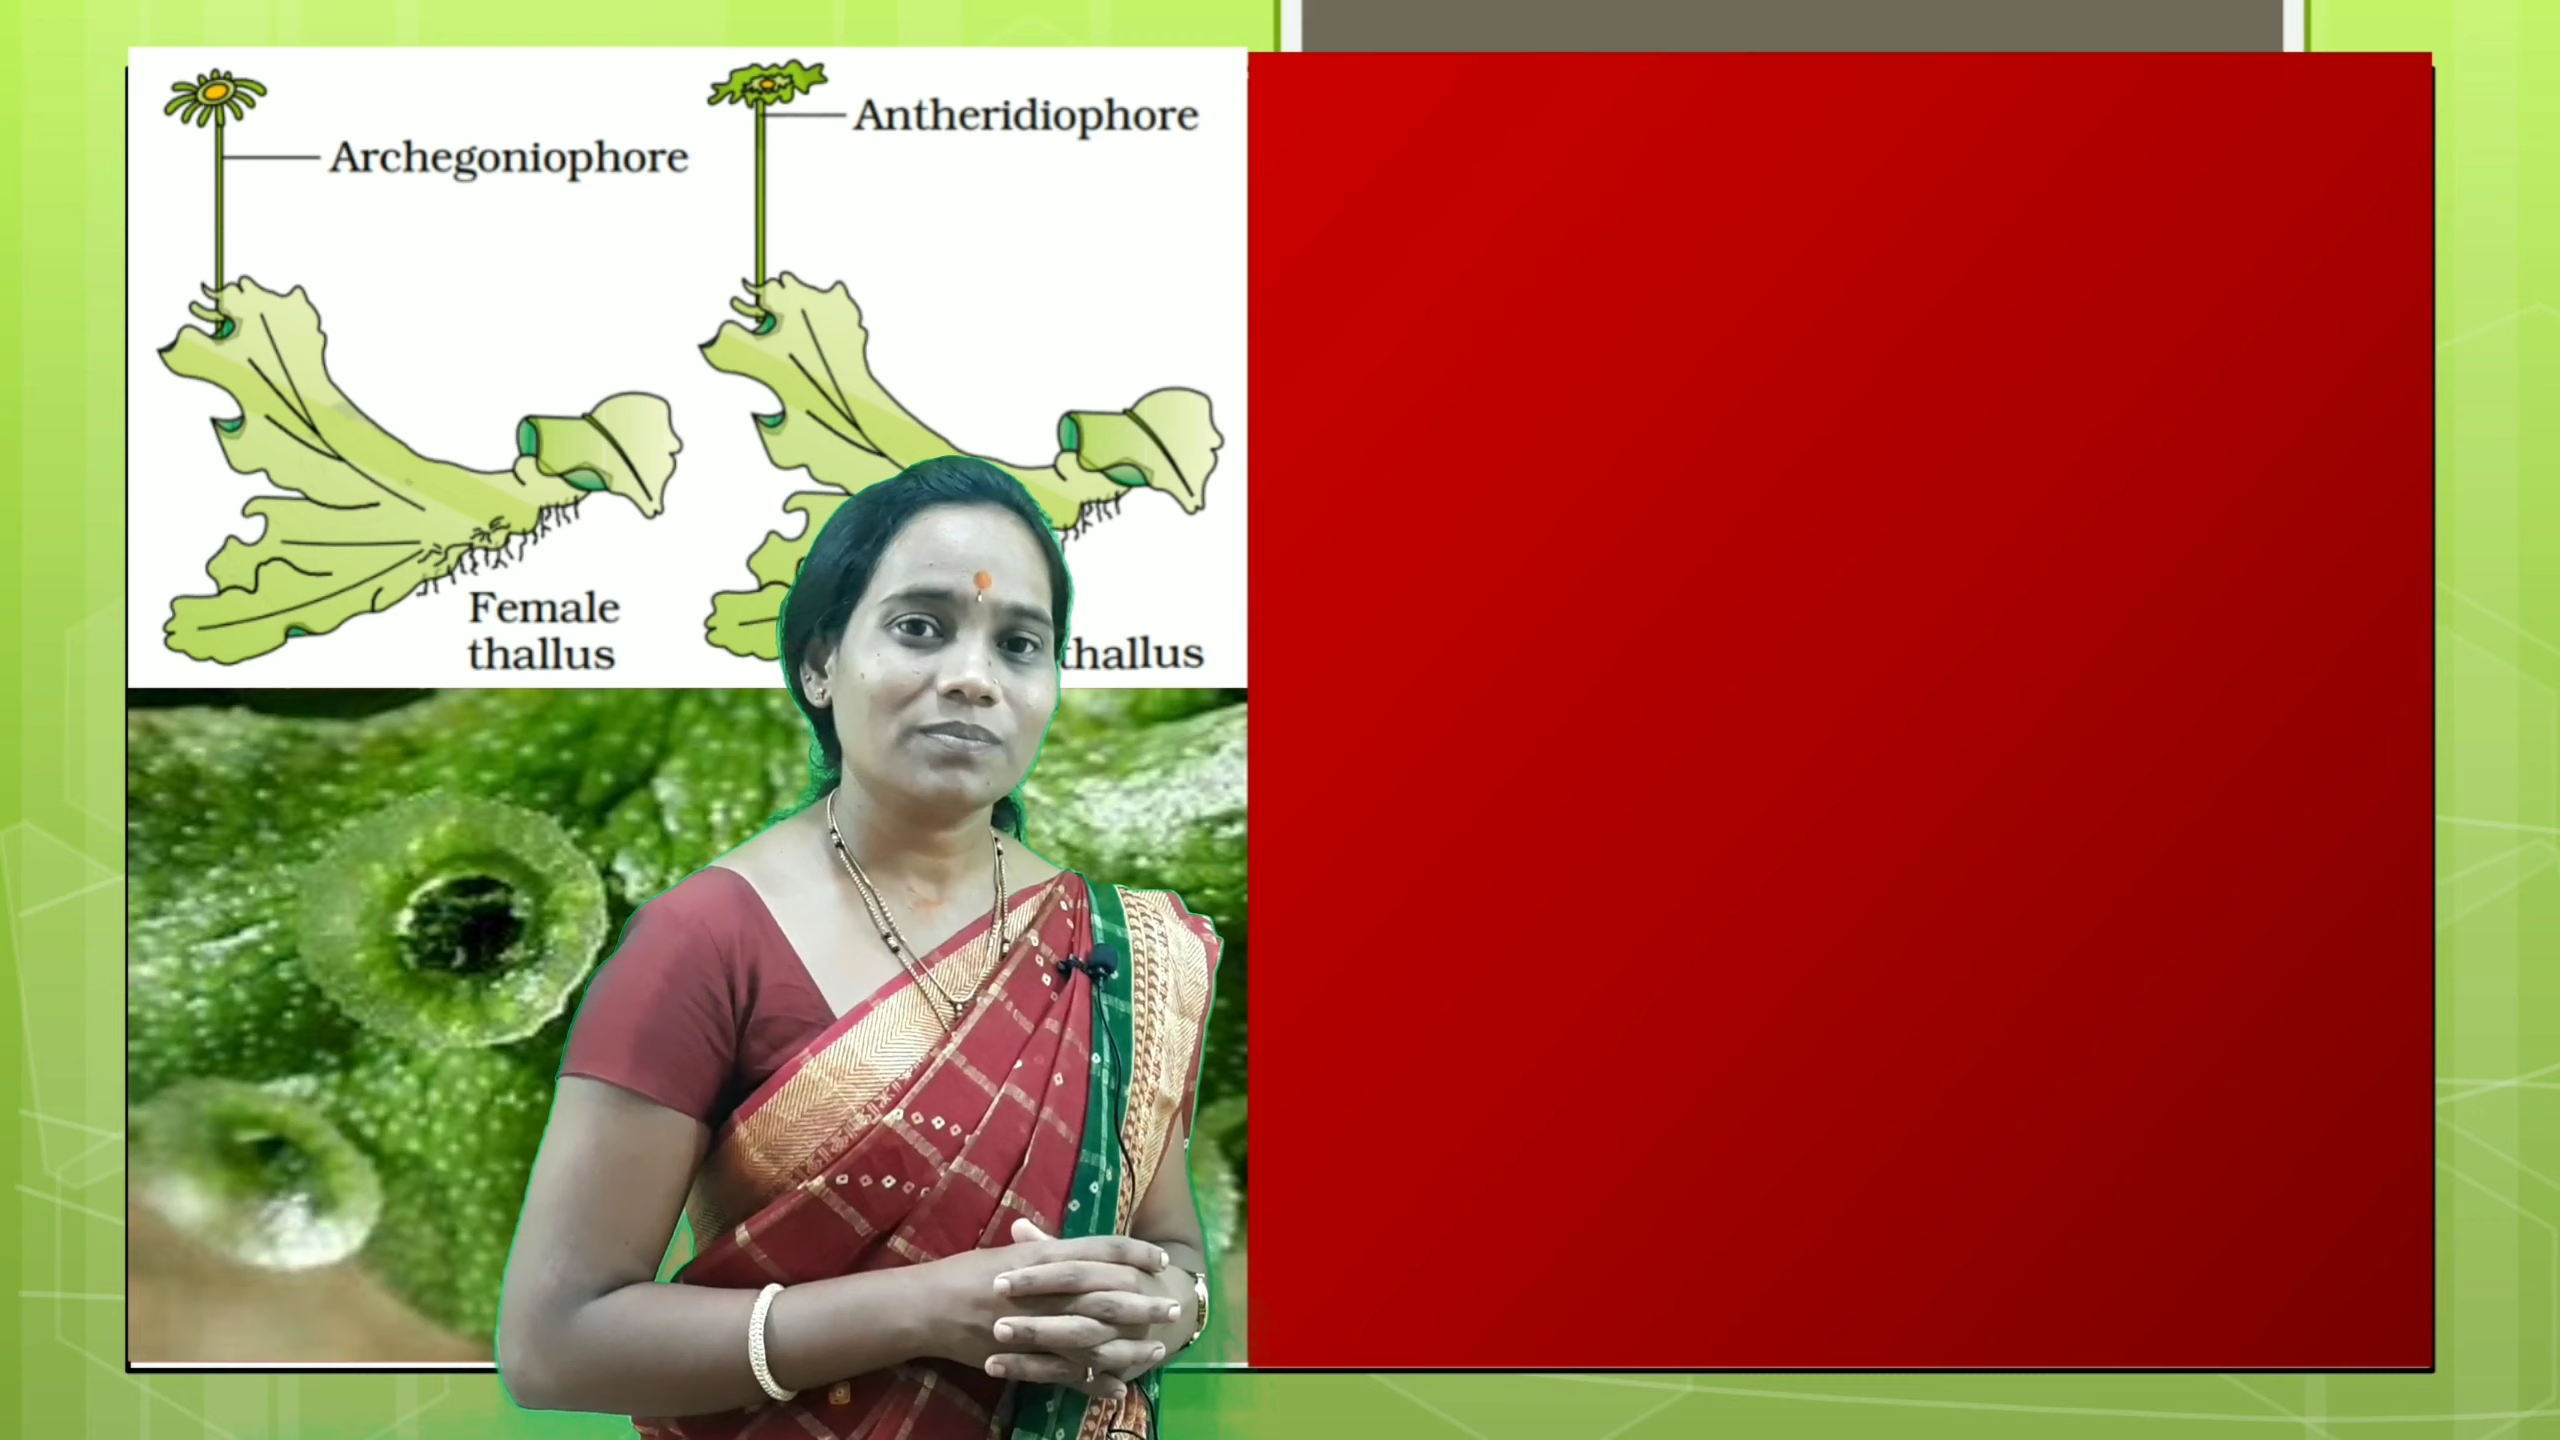 Archegoniophore
Antheridiophore
Female
thallus
thallus